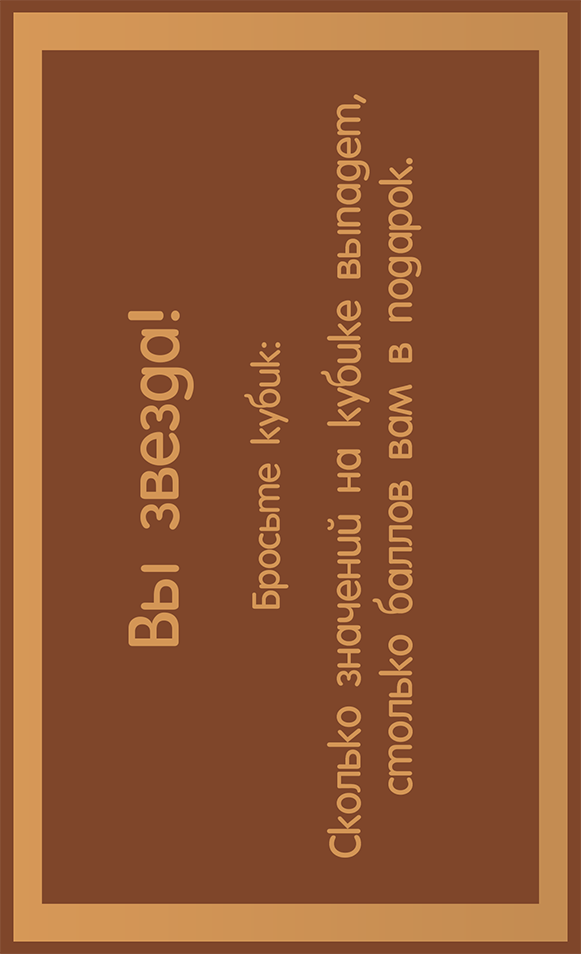 Вы звезда!
Бросьте кубик:
Сколько значений на кубике выпадет,
столько баллов вам в подарок.